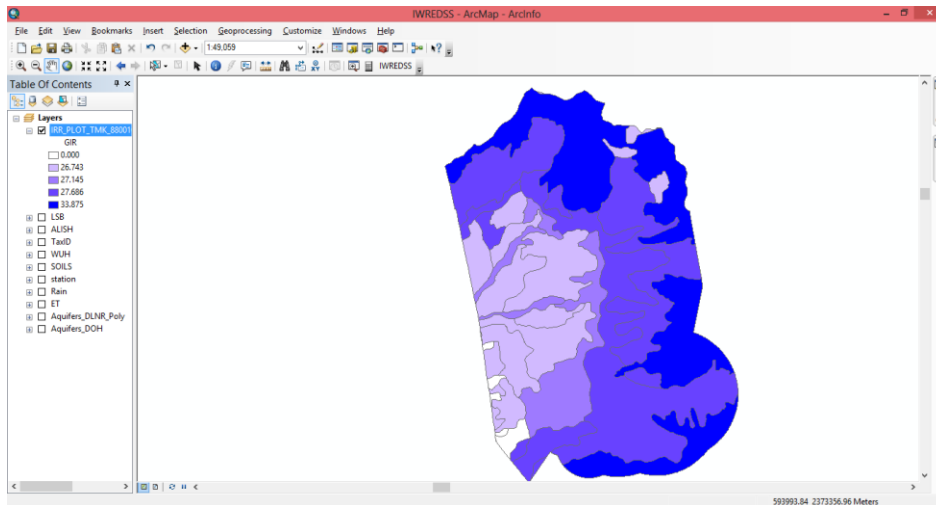 IWREDSS - ArcMap - ArcInfo
File Edit View Bookmarks Insert Selection Geoprocessing Customize Windows Help
1:49,059
IWREDSS
Table Of Contents
Layers
IRR_PLOT_TMK_88001
GIR
0.000
26.743
27.145
27.686
33.875
LSB
ALISH
TaxID
WUH
SOILS
station
Rain
ET
Aquifers_DLNR_Poly
Aquifers_DOH
593993.84 2373356.96 Meters